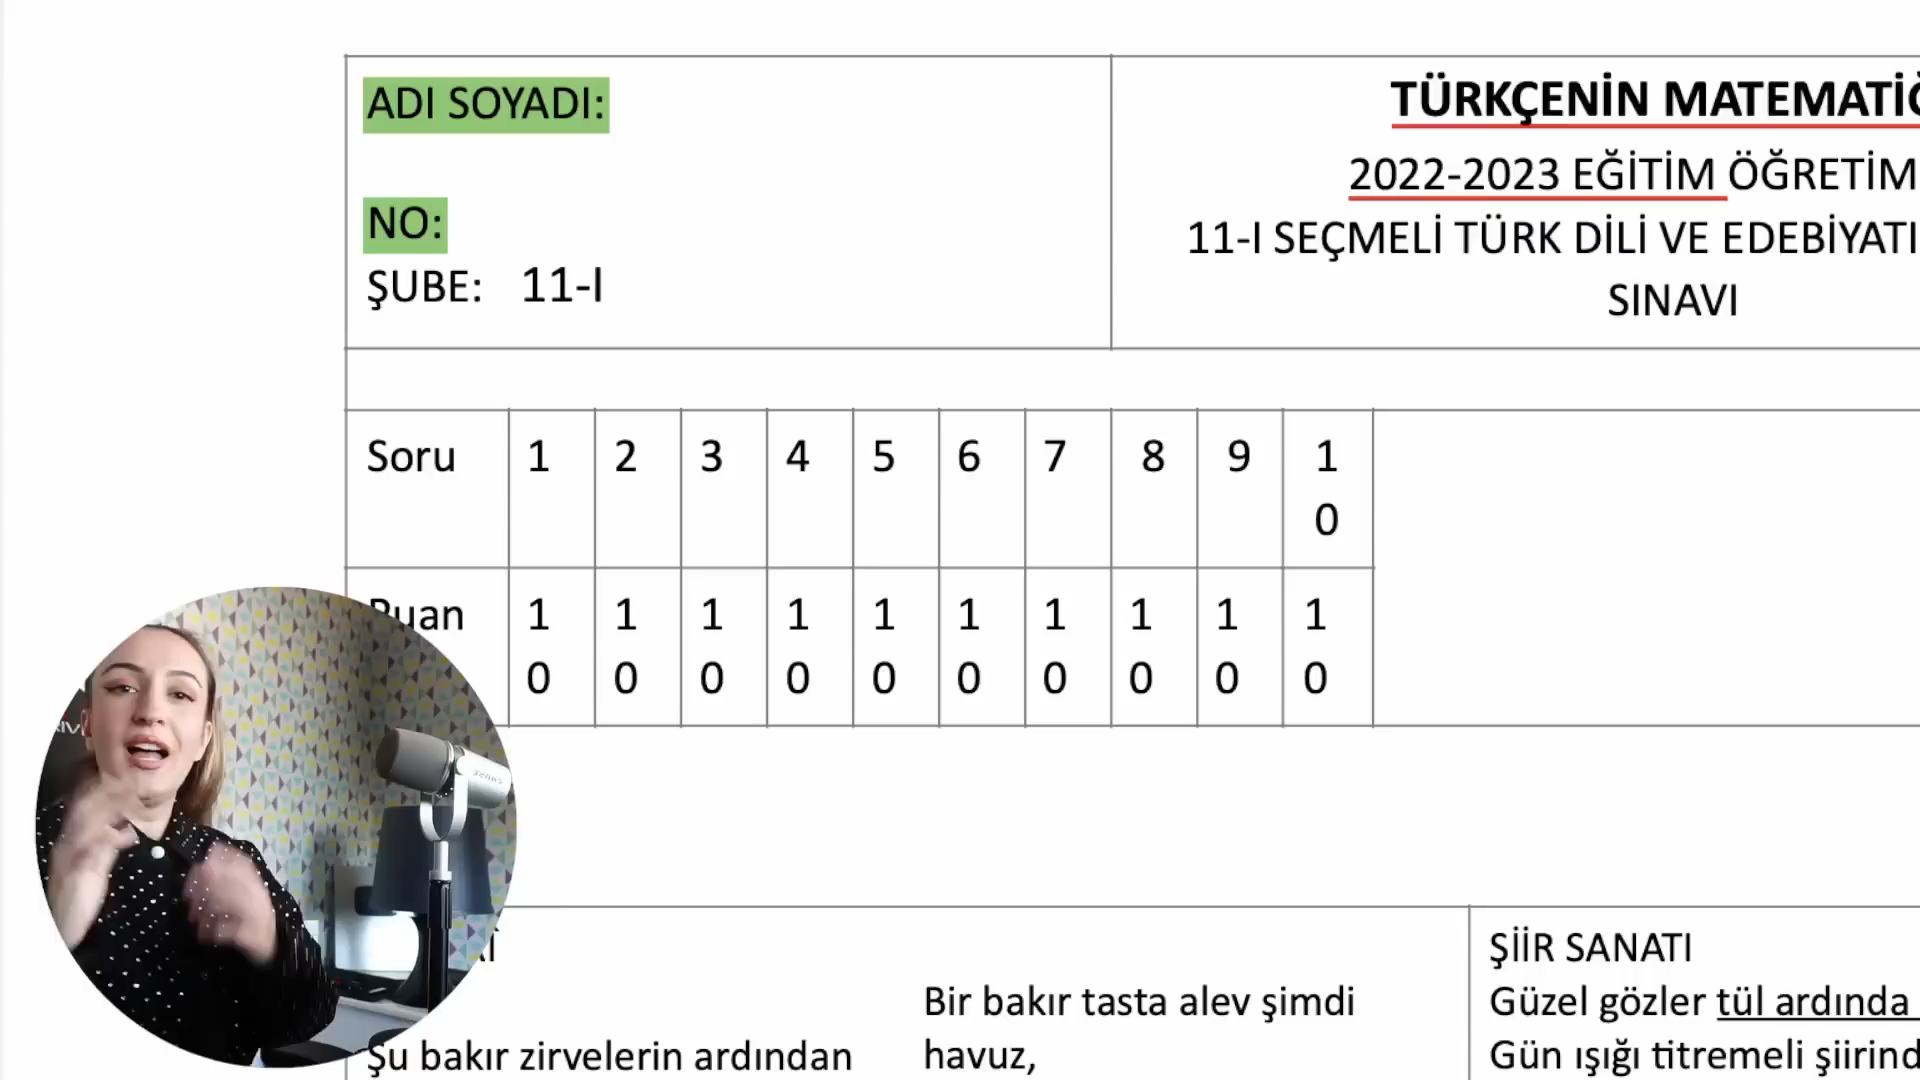 ADI SOYADI:
NO:
ŞUBE: 11-I
TÜRKÇENİN
2022-2023 EĞİTİM ÖĞRETİM
11-I SEÇMELİ TÜRK DİLİ VE EDEBİYATI
SINAVI
Soru 1 2 3 4 5 6 7 8 9 10
10 10 10 10 10 10 10 10 10 10
Bir bakır tasta alev şimdi
havuz,
Şu bakır zirvelerin ardından
ŞİİR SANATI
Güzel gözler tül ardında
Gün ışığı titremeli